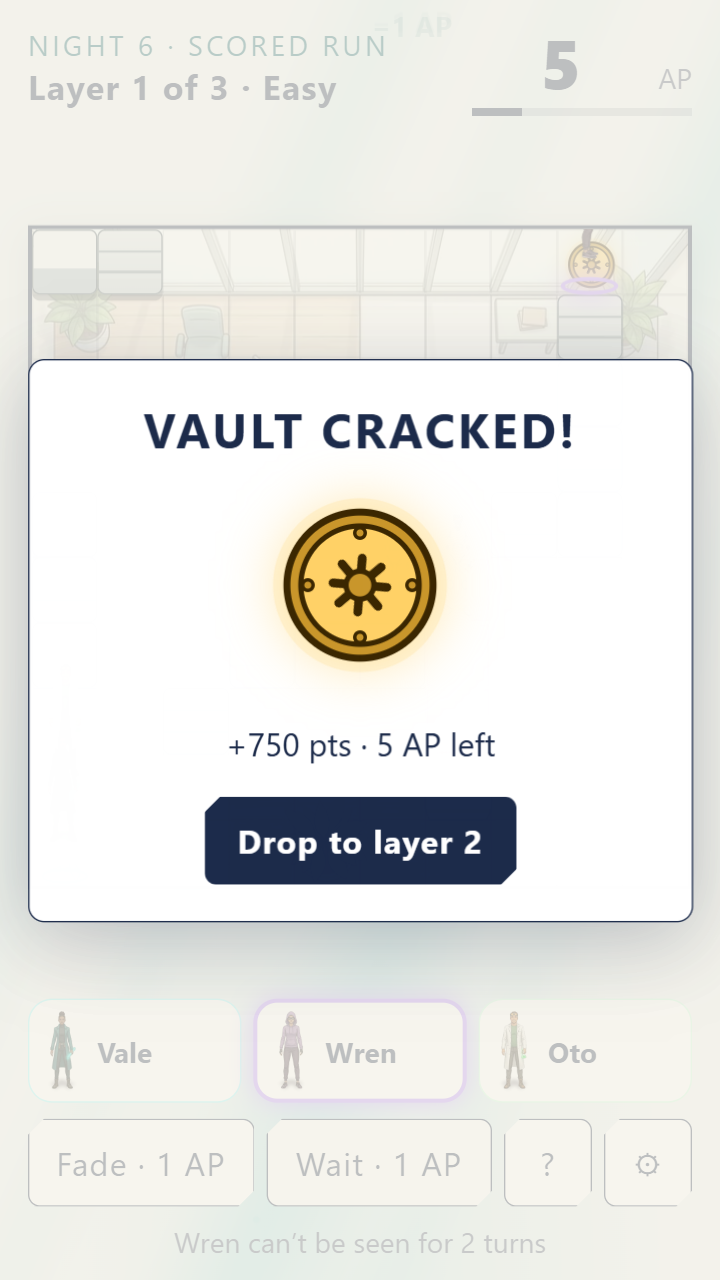 −1 AP
NIGHT 6 · SCORED RUN
Layer 1 of 3 · Easy
5 AP
VAULT CRACKED!
+750 pts · 5 AP left
Drop to layer 2
Vale
Wren
Oto
Fade · 1 AP
Wait · 1 AP
?
Wren can’t be seen for 2 turns